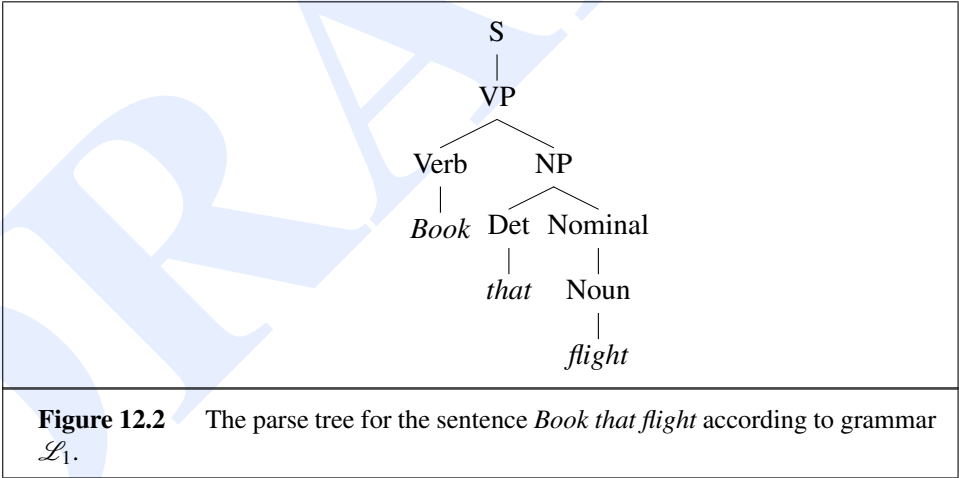 S
VP
Verb NP
Book Det Nominal
that Noun
flight
Figure 12.2 The parse tree for the sentence Book that flight according to grammar
ℒ1.
DRA